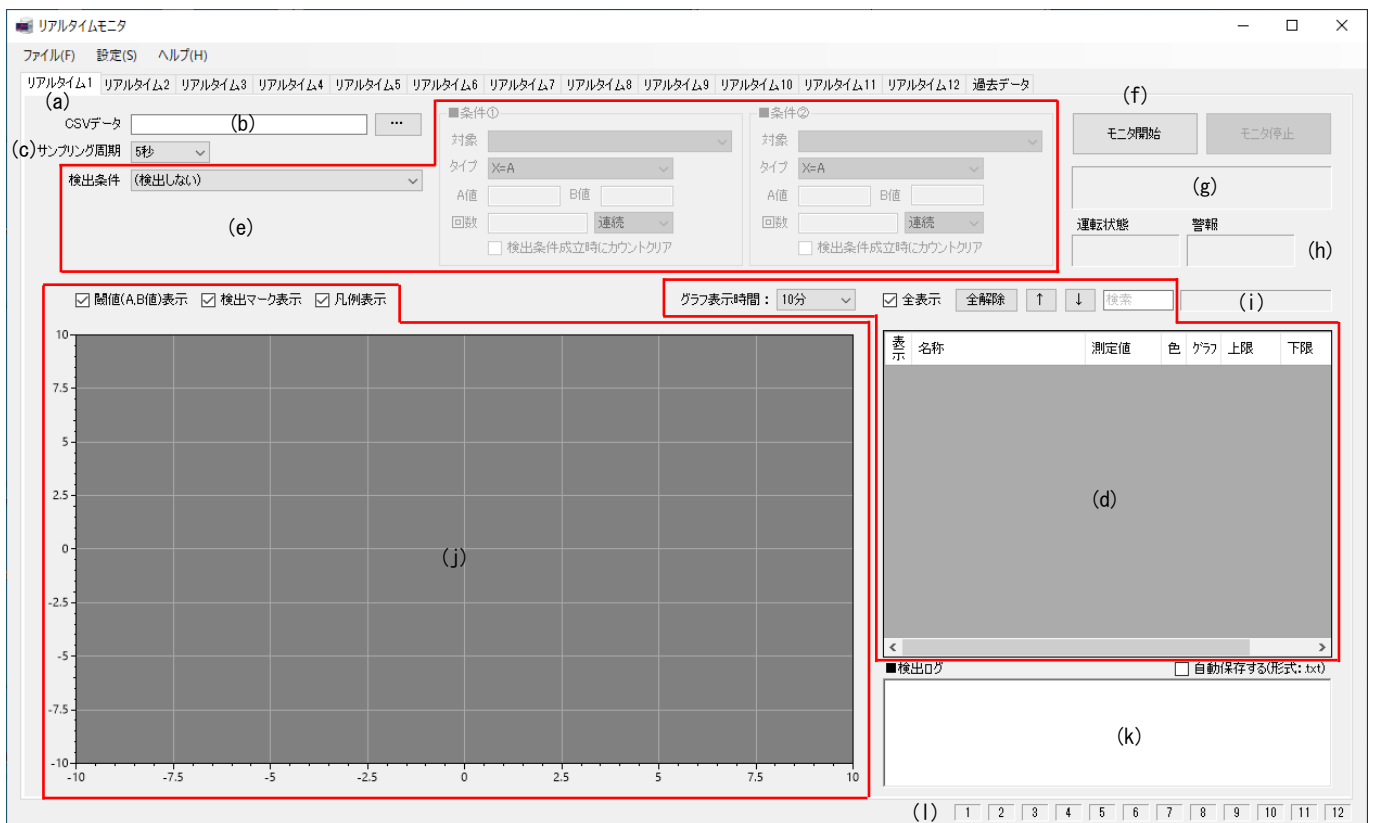 リアルタイムモニタ
ファイル(F) 設定(S) ヘルプ(H)
リアルタイム1 リアルタイム2 リアルタイム3 リアルタイム4 リアルタイム5 リアルタイム6 リアルタイム7 リアルタイム8 リアルタイム9 リアルタイム10 リアルタイム11 リアルタイム12 過去データ
(a)
CSVデータ (b) ...
(c) サンプリング周期 5秒
検出条件 (検出しない)
(e)
■条件①
対象
タイプ X=A
A値 B値
回数 連続
検出条件成立時にカウントクリア
■条件②
対象
タイプ X=A
A値 B値
回数 連続
検出条件成立時にカウントクリア
(f)
モニタ開始 モニタ停止
(g)
運転状態 警報
(h)
閾値(A,B値)表示 検出マーク表示 凡例表示
グラフ表示時間： 10分 全表示 全解除 ↑ ↓ 検索 (i)
10
7.5
5
2.5
0
-2.5
-5
-7.5
-10
-10 -7.5 -5 -2.5 0 2.5 5 7.5 10
(j)
表示 名称 測定値 色 グラフ 上限 下限
(d)
■検出ログ 自動保存する(形式:.txt)
(k)
(l) 1 2 3 4 5 6 7 8 9 10 11 12